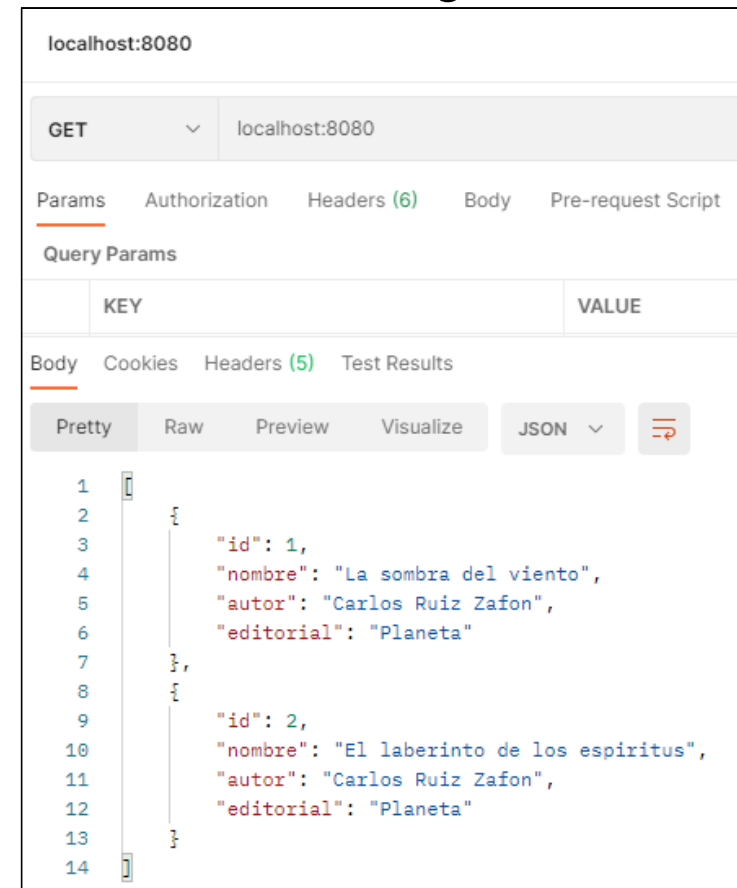 localhost:8080
GET localhost:8080
Params Authorization Headers (6) Body Pre-request Script
Query Params
KEY VALUE
Body Cookies Headers (5) Test Results
Pretty Raw Preview Visualize JSON
1 [
2 {
3 "id": 1,
4 "nombre": "La sombra del viento",
5 "autor": "Carlos Ruiz Zafon",
6 "editorial": "Planeta"
7 },
8 {
9 "id": 2,
10 "nombre": "El laberinto de los espiritus",
11 "autor": "Carlos Ruiz Zafon",
12 "editorial": "Planeta"
13 }
14 ]